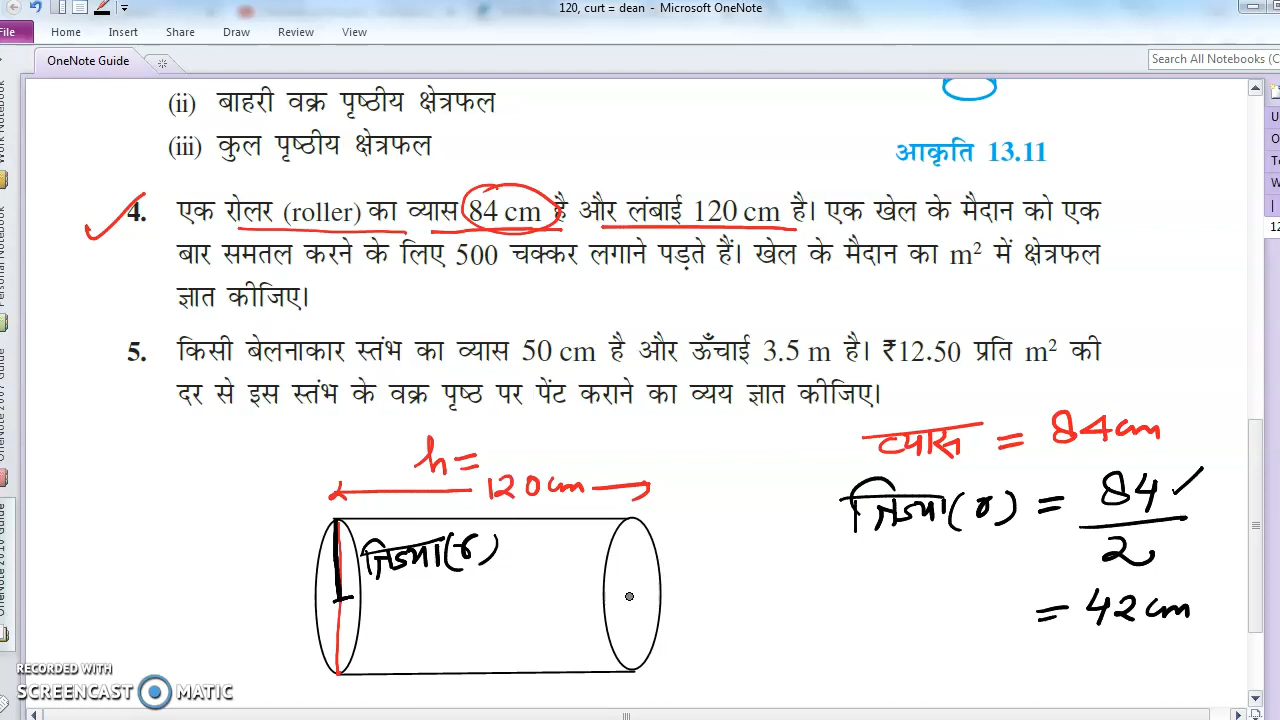 120, curt = dean - Microsoft OneNote
File Home Insert Share Draw Review View
OneNote Guide
Search All Notebooks (C
(ii) बाहरी वक्र पृष्ठीय क्षेत्रफल
(iii) कुल पृष्ठीय क्षेत्रफल
आकृति 13.11
4. एक रोलर (roller) का व्यास 84 cm है और लंबाई 120 cm है। एक खेल के मैदान को एक
बार समतल करने के लिए 500 चक्कर लगाने पड़ते हैं। खेल के मैदान का m² में क्षेत्रफल
ज्ञात कीजिए।
5. किसी बेलनाकार स्तंभ का व्यास 50 cm है और ऊँचाई 3.5 m है। ₹12.50 प्रति m² की
दर से इस स्तंभ के वक्र पृष्ठ पर पेंट कराने का व्यय ज्ञात कीजिए।
व्यास = 84 cm
h =
120 cm
त्रिज्या (r) = 84
2
त्रिज्या (r)
= 42 cm
RECORDED WITH
SCREENCAST MATIC